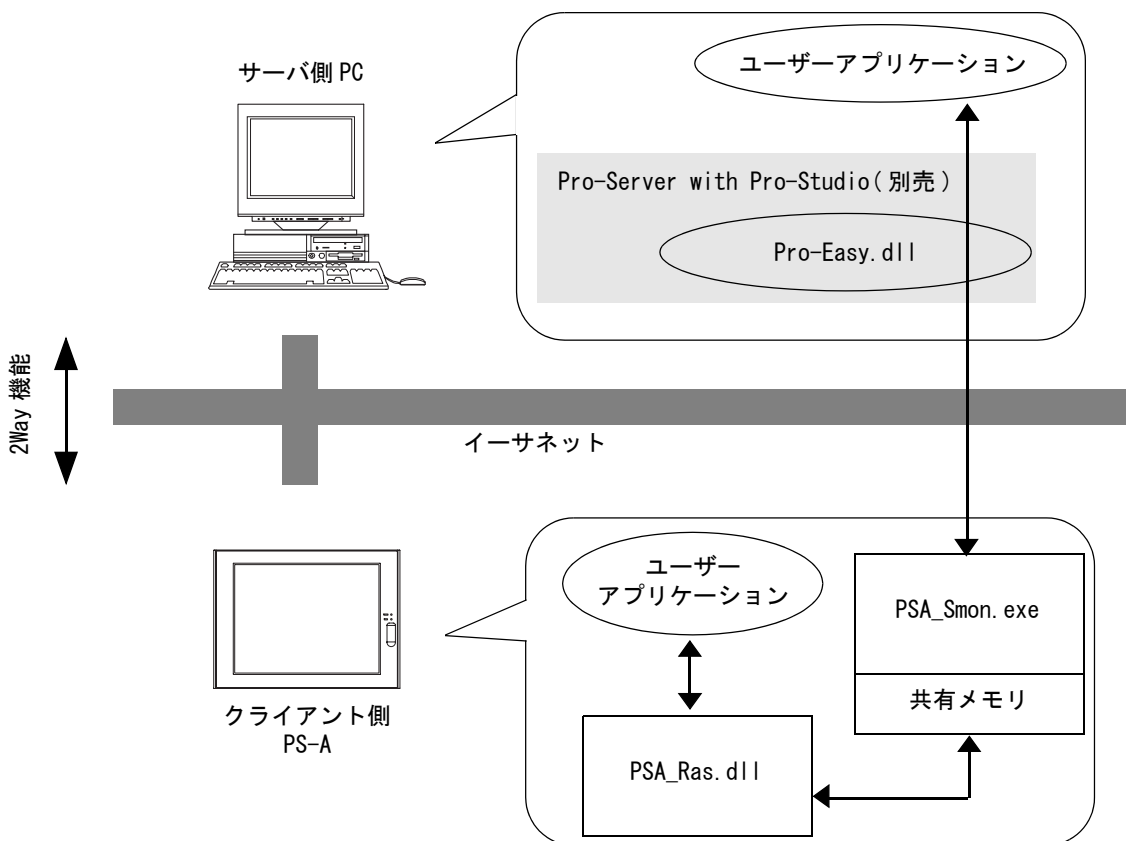 サーバ側 PC
ユーザーアプリケーション
Pro-Server with Pro-Studio(別売)
Pro-Easy.dll
2Way 機能
イーサネット
ユーザー
アプリケーション
PSA_Smon.exe
共有メモリ
クライアント側
PS-A
PSA_Ras.dll